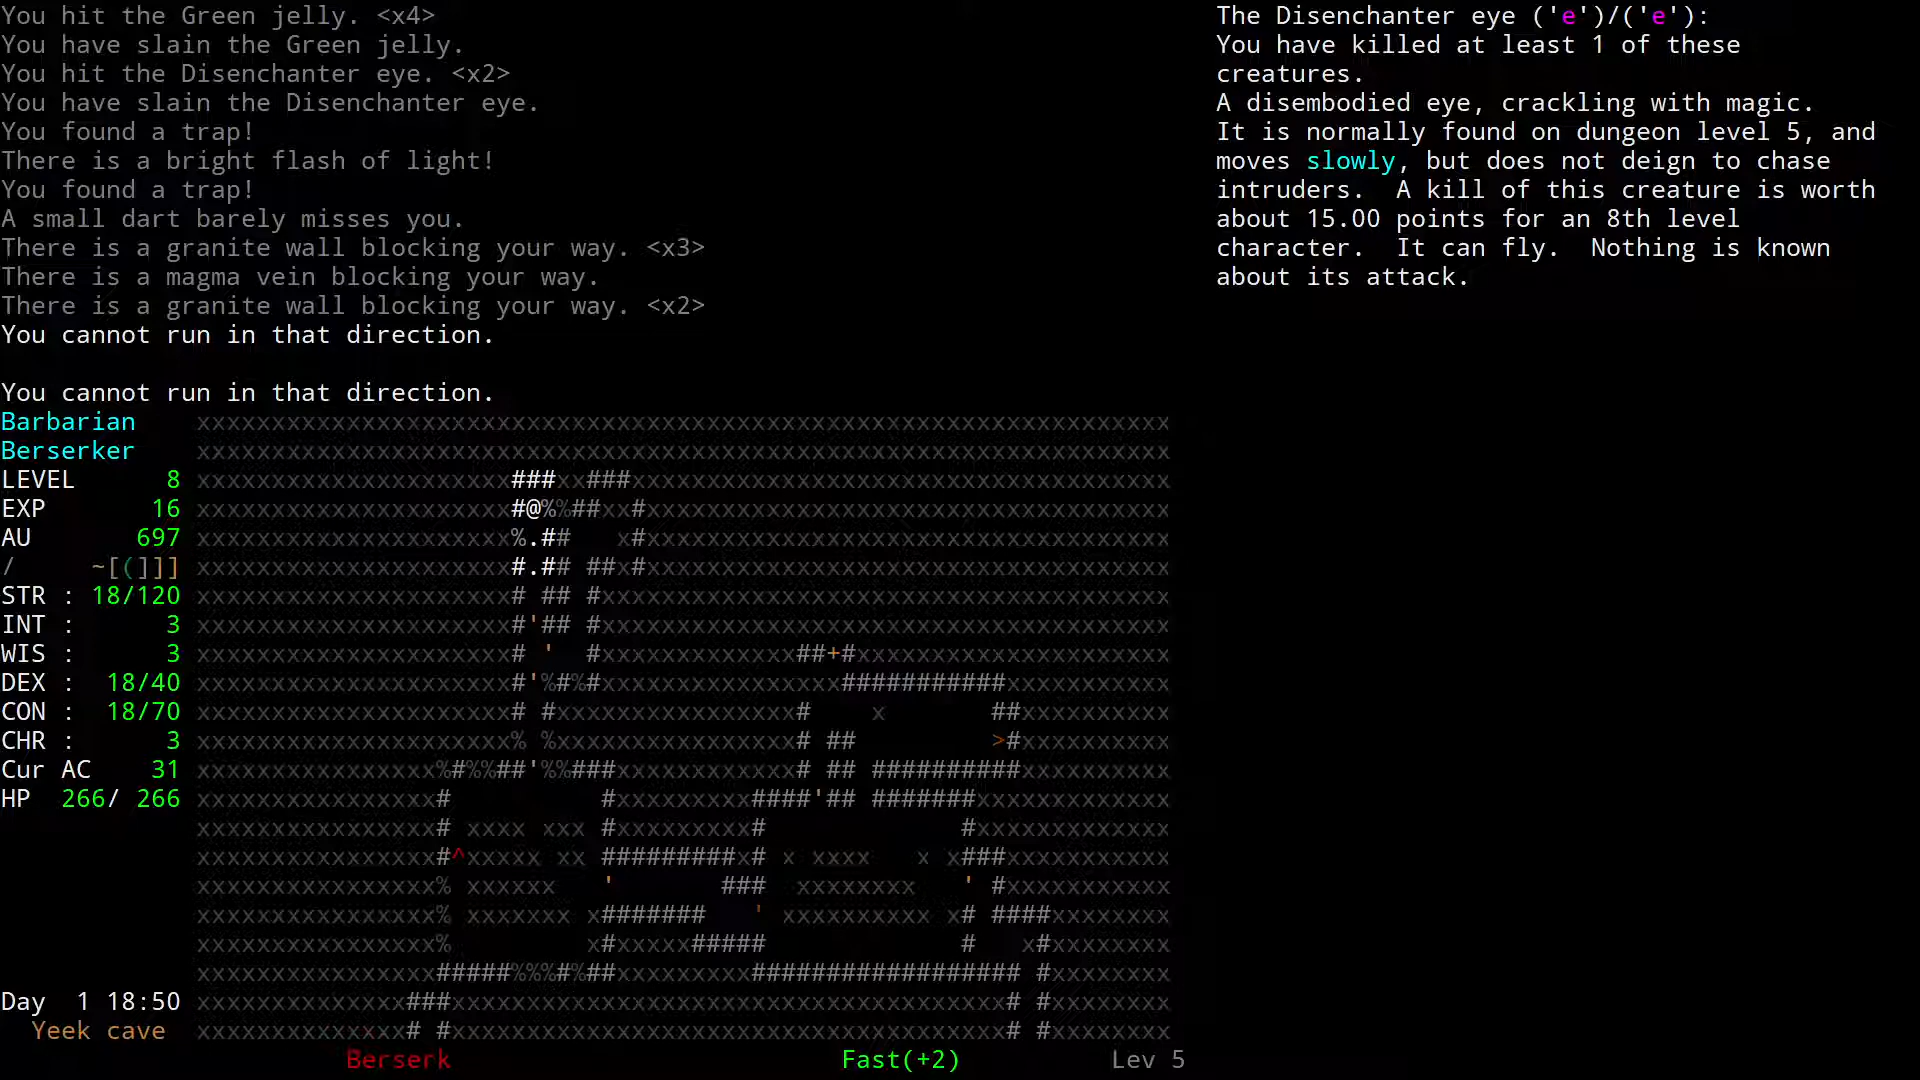 You hit the Green jelly. <x4>
You have slain the Green jelly.
You hit the Disenchanter eye. <x2>
You have slain the Disenchanter eye.
You found a trap!
There is a bright flash of light!
You found a trap!
A small dart barely misses you.
There is a granite wall blocking your way. <x3>
There is a magma vein blocking your way.
There is a granite wall blocking your way. <x2>
You cannot run in that direction.
You cannot run in that direction.
The Disenchanter eye ('e')/('e'):
You have killed at least 1 of these
creatures.
A disembodied eye, crackling with magic.
It is normally found on dungeon level 5, and
moves slowly, but does not deign to chase
intruders.  A kill of this creature is worth
about 15.00 points for an 8th level
character.  It can fly.  Nothing is known
about its attack.
Barbarian
Berserker
LEVEL 8
EXP 16
AU 697
/ ~[(]]]
STR : 18/120
INT : 3
WIS : 3
DEX : 18/40
CON : 18/70
CHR : 3
Cur AC 31
HP 266/ 266
Day 1 18:50
Yeek cave
Berserk Fast(+2) Lev 5